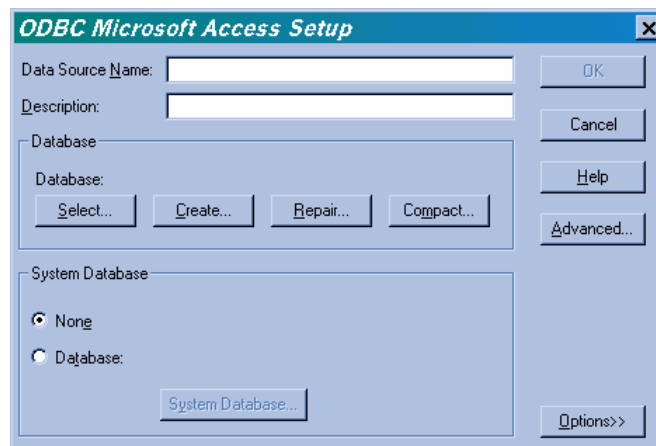 ODBC Microsoft Access Setup
Data Source Name:
OK
Description:
Cancel
Database
Database:
Help
Select... Create... Repair... Compact...
Advanced...
System Database
None
Database:
System Database...
Options>>